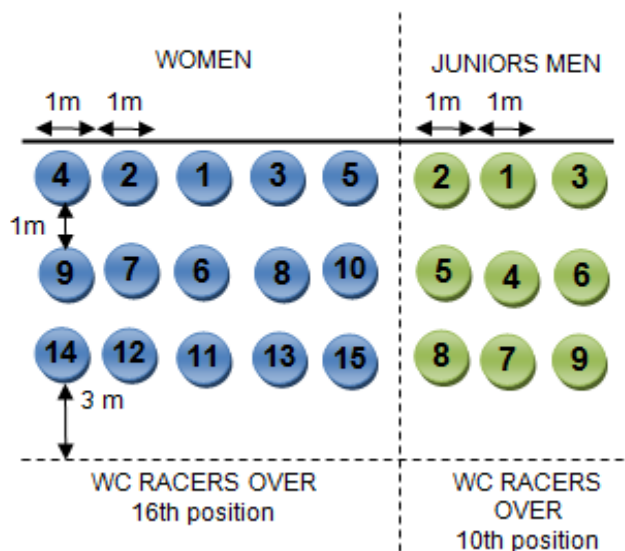 WOMEN
JUNIORS MEN
1m 1m
1m 1m
4 2 1 3 5
2 1 3
1m
9 7 6 8 10
5 4 6
14 12 11 13 15
8 7 9
3 m
WC RACERS OVER
16th position
WC RACERS
OVER
10th position